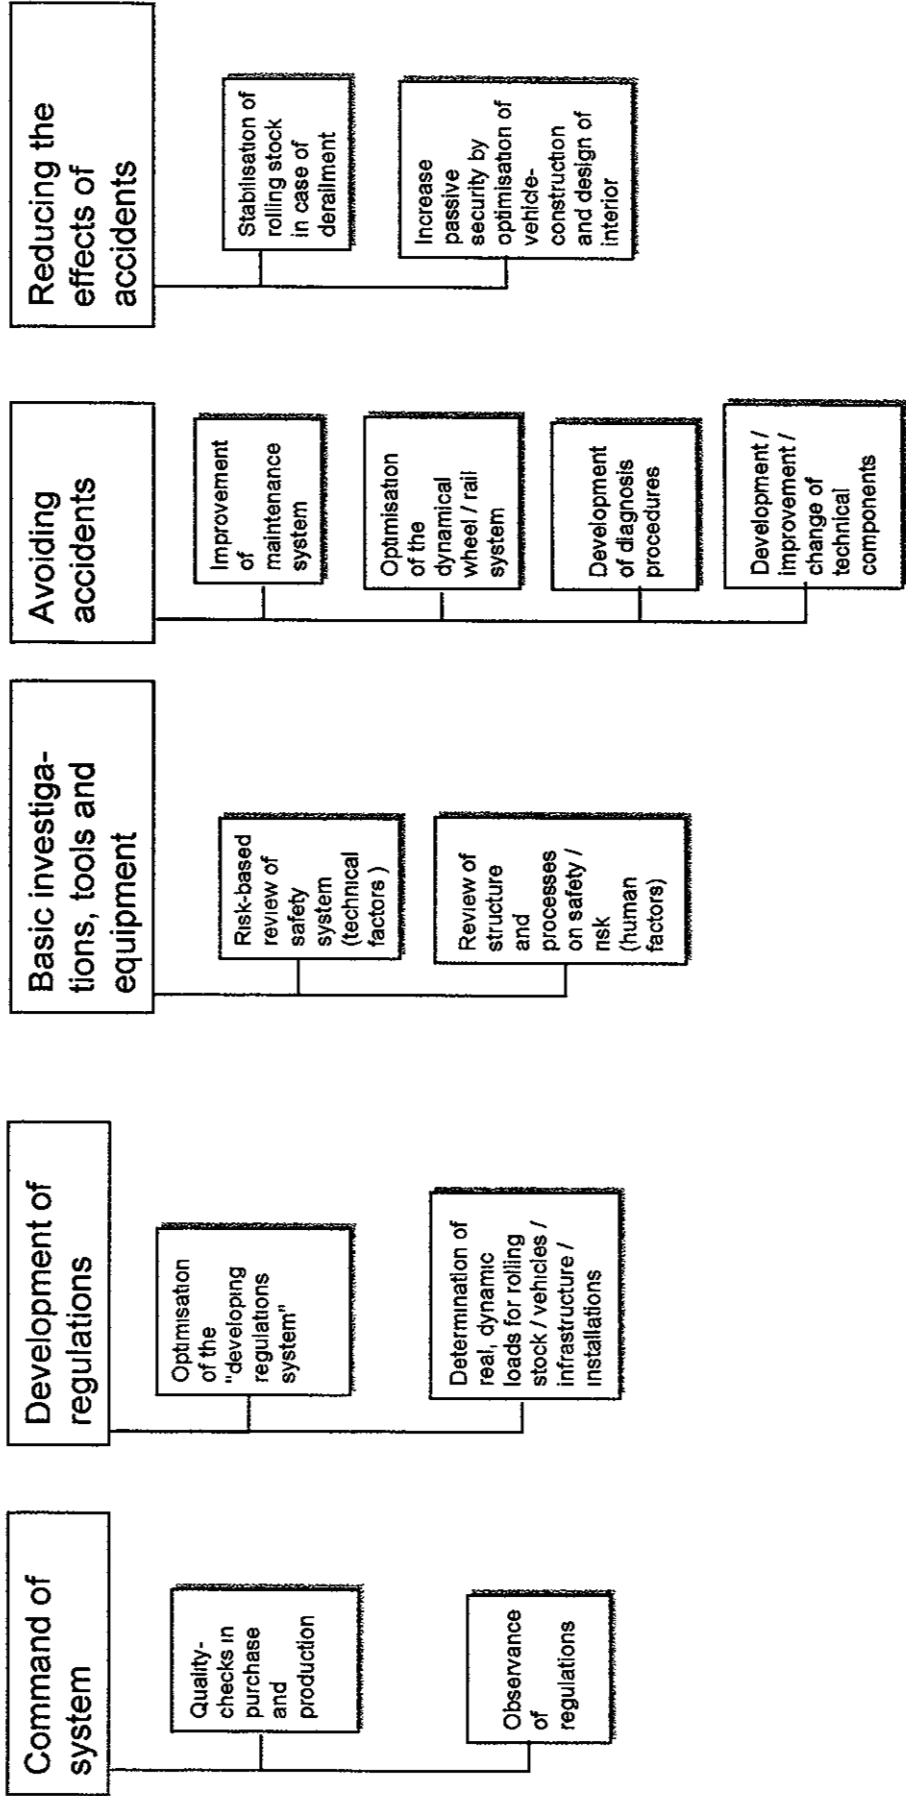 Command of
system
Quality-
checks in
purchase
and
production
Observance
of
regulations
Development of
regulations
Optimisation
of the
"developing
regulations
system"
Determination of
real, dynamic
loads for rolling
stock / vehicles /
infrastructure /
installations
Basic investiga-
tions, tools and
equipment
Risk-based
review of
safety
system
(technical
factors )
Review of
structure
and
processes
on safety /
risk
(human
factors)
Avoiding
accidents
Improvement
of
maintenance
system
Optimisation
of the
dynamical
wheel / rail
system
Development
of diagnosis
procedures
Development /
improvement /
change of
technical
components
Reducing the
effects of
accidents
Stabilisation of
rolling stock
in case of
derailment
Increase
passive
security by
optimisation of
vehicle-
construction
and design of
interior